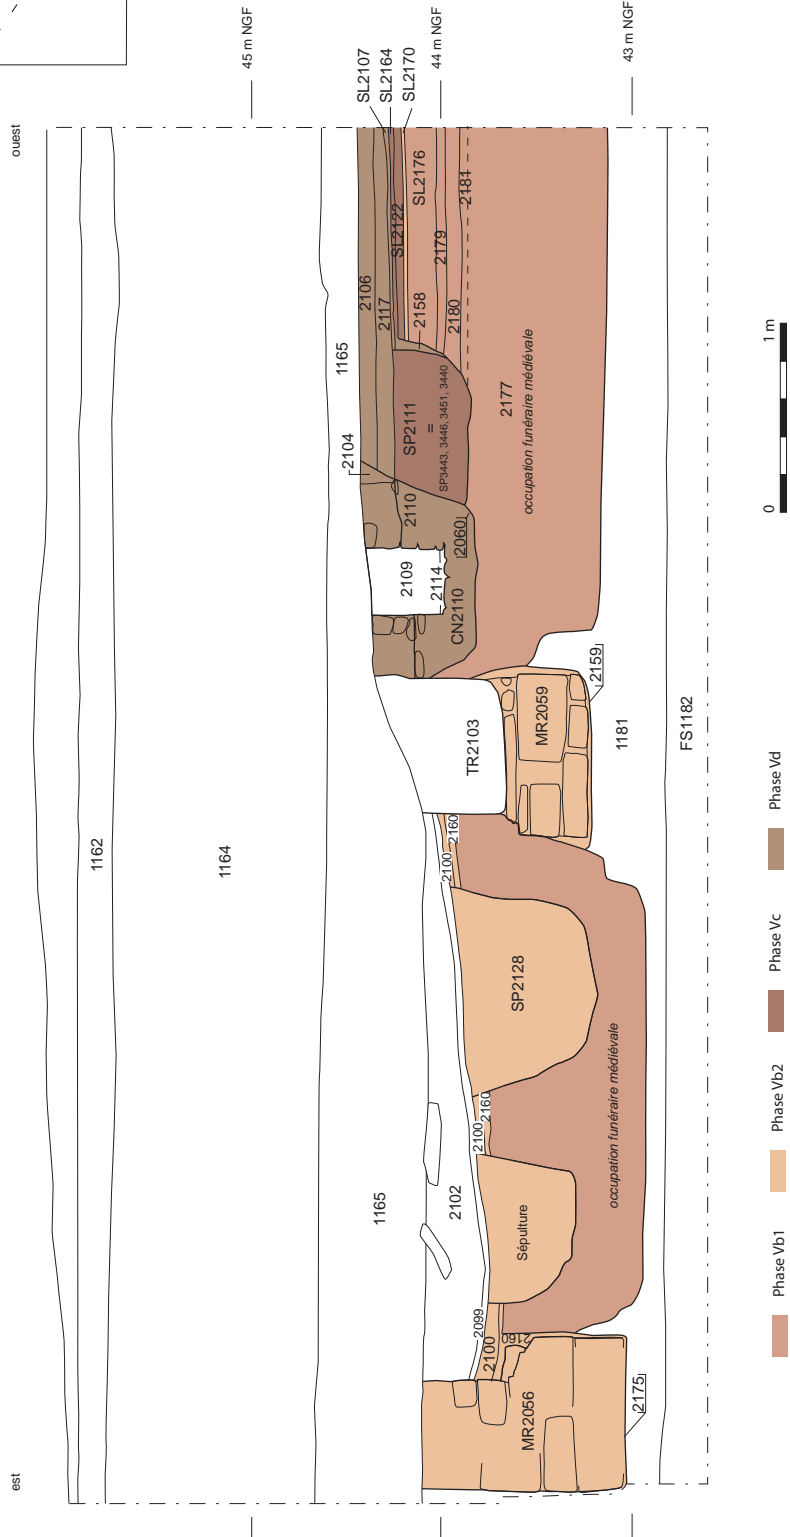 est
ouest
45 m NGF
44 m NGF
43 m NGF
SL2107
SL2164
SL2170
1162
1164
1165
1165
2102
2104
2106
2117
SL2122
2158
SL2176
2179
2180
2181
SP2111
=
SP3443, 3446, 3451, 3440
2110
2109
2114
2060
CN2110
2177
occupation funéraire médiévale
TR2103
MR2059
2159
1181
FS1182
2160
2100
SP2128
2160
2100
occupation funéraire médiévale
Sépulture
2099
2100
2160
MR2056
2175
0
1 m
Phase Vb1
Phase Vb2
Phase Vc
Phase Vd